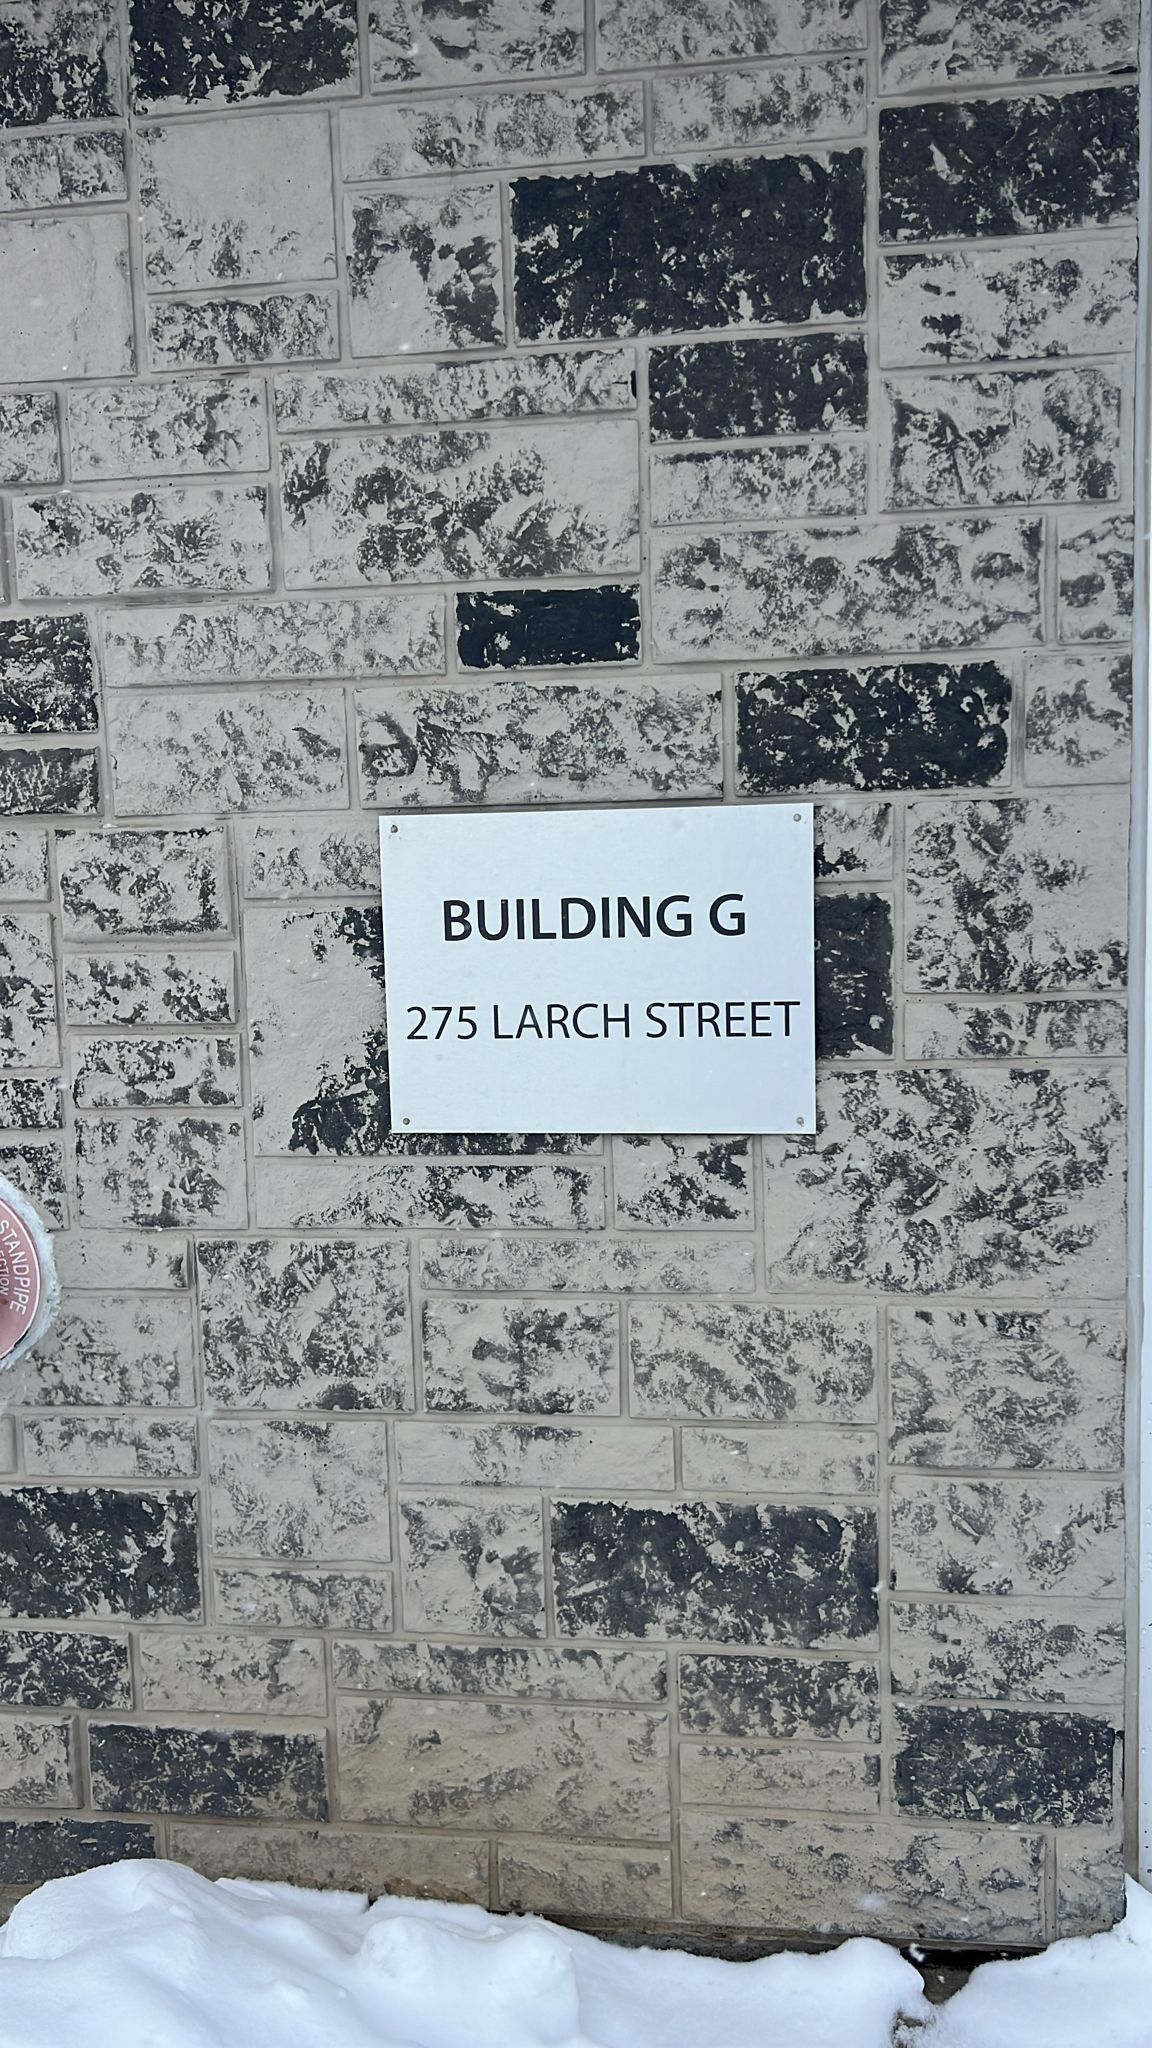 BUILDING G
275 LARCH STREET
STANDPIPE